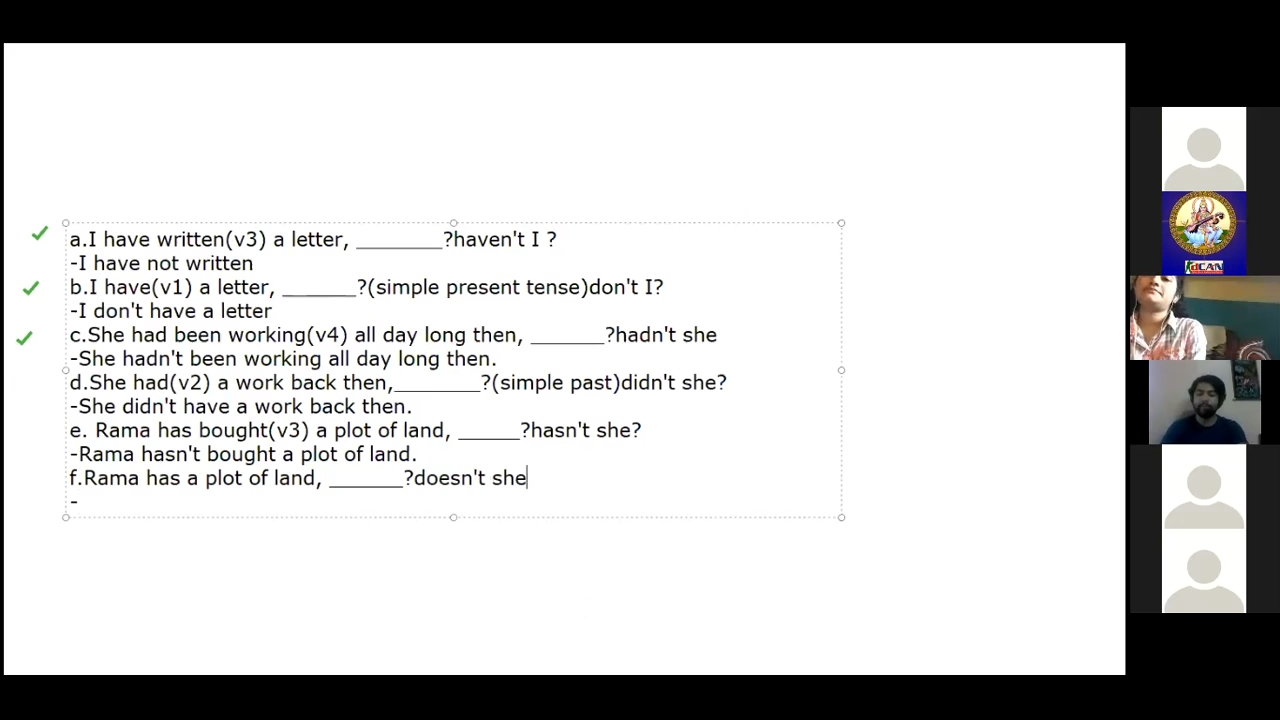 a.I have written(v3) a letter, ________?haven't I ?
-I have not written
b.I have(v1) a letter, _______?(simple present tense)don't I?
-I don't have a letter
c.She had been working(v4) all day long then, _______?hadn't she
-She hadn't been working all day long then.
d.She had(v2) a work back then,________?(simple past)didn't she?
-She didn't have a work back then.
e. Rama has bought(v3) a plot of land, ______?hasn't she?
-Rama hasn't bought a plot of land.
f.Rama has a plot of land, _______?doesn't she
-